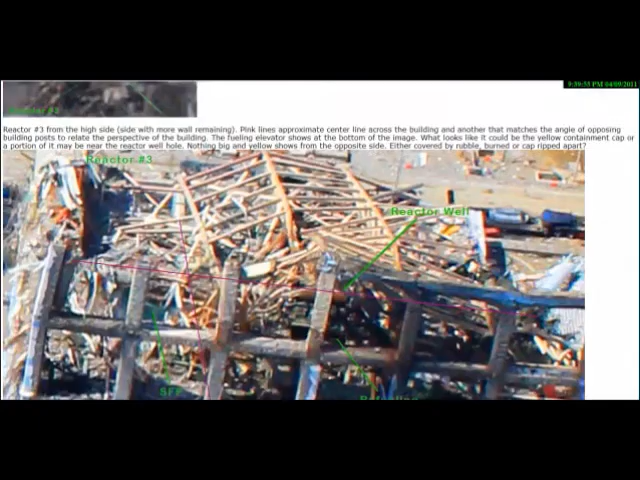 9:59:55 PM 04/09/2011
Reactor #3
Reactor #3 from the high side (side with more wall remaining). Pink lines approximate center line across the building and another that matches the angle of opposing
building posts to relate the perspective of the building. The fueling elevator shows at the bottom of the image. What looks like it could be the yellow containment cap or
a portion of it may be near the reactor well hole. Nothing big and yellow shows from the opposite side. Either covered by rubble, burned or cap ripped apart?
Reactor #3
Reactor Well
SFP